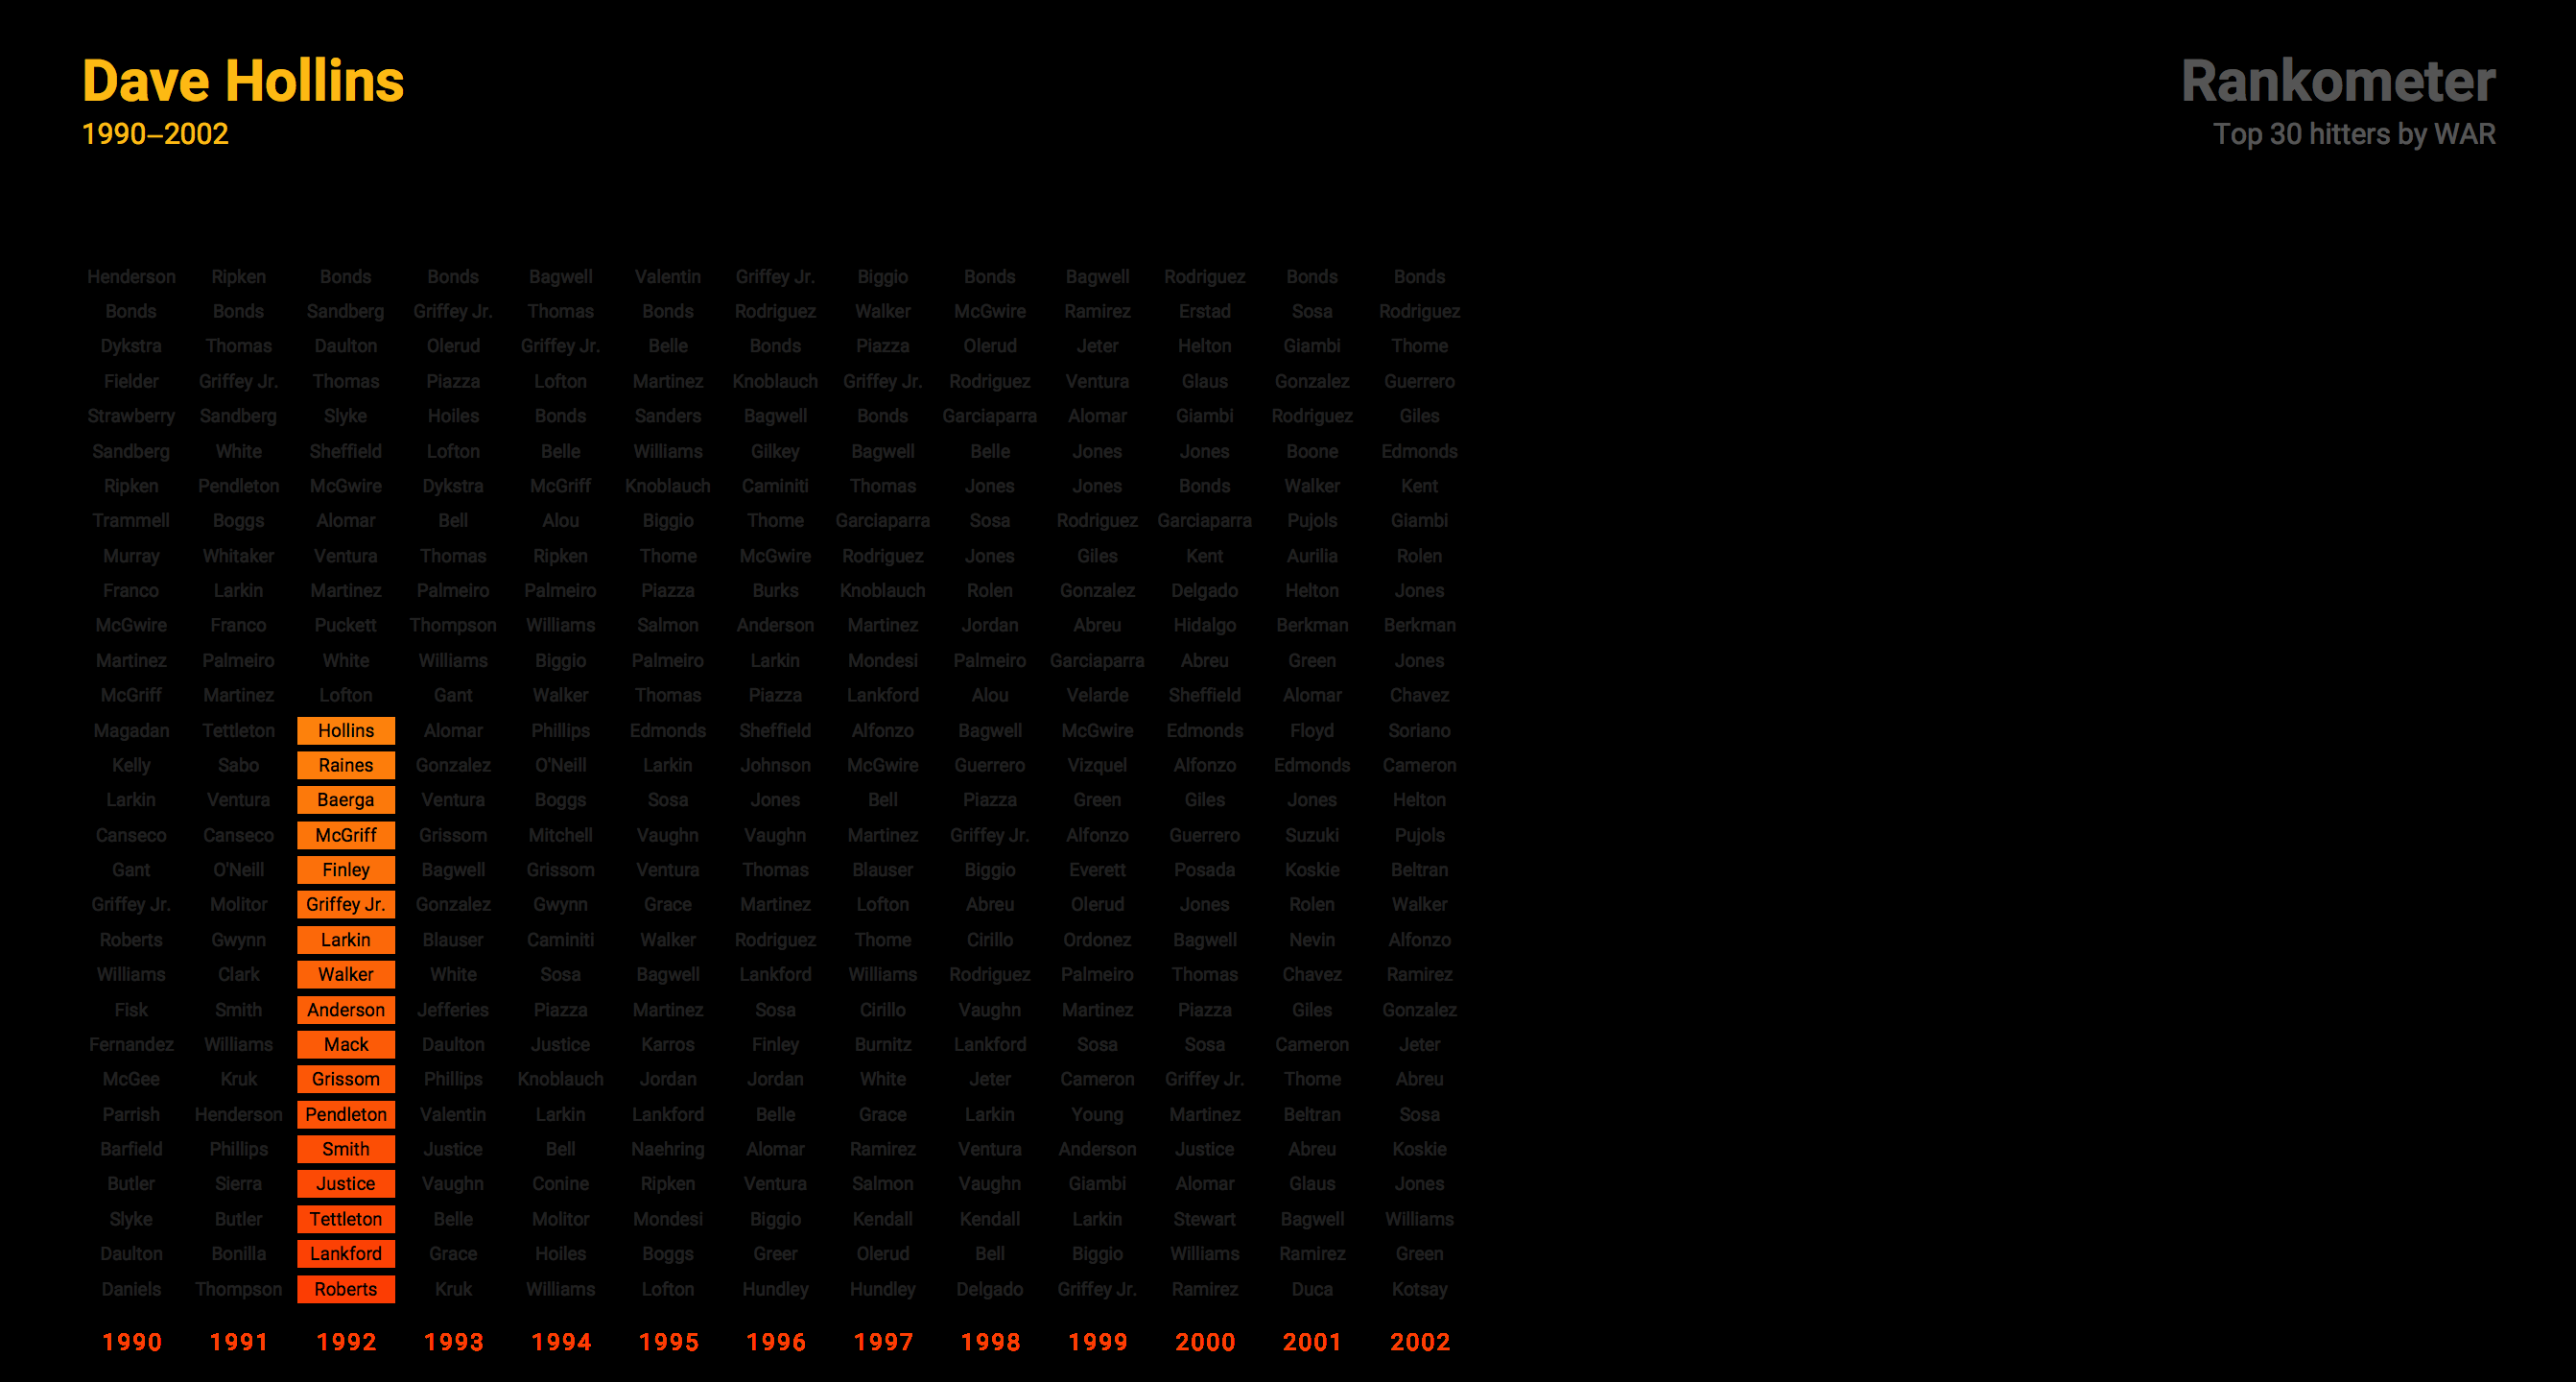 Dave Hollins
1990–2002
Rankometer
Top 30 hitters by WAR
Henderson Ripken Bonds Bonds Bagwell Valentin Griffey Jr. Biggio Bonds Bagwell Rodriguez Bonds Bonds
Bonds Bonds Sandberg Griffey Jr. Thomas Bonds Rodriguez Walker McGwire Ramirez Erstad Sosa Rodriguez
Dykstra Thomas Daulton Olerud Griffey Jr. Belle Bonds Piazza Olerud Jeter Helton Giambi Thome
Fielder Griffey Jr. Thomas Piazza Lofton Martinez Knoblauch Griffey Jr. Rodriguez Ventura Glaus Gonzalez Guerrero
Strawberry Sandberg Slyke Hoiles Bonds Sanders Bagwell Bonds Garciaparra Alomar Giambi Rodriguez Giles
Sandberg White Sheffield Lofton Belle Williams Gilkey Bagwell Belle Jones Jones Boone Edmonds
Ripken Pendleton McGwire Dykstra McGriff Knoblauch Caminiti Thomas Jones Jones Bonds Walker Kent
Trammell Boggs Alomar Bell Alou Biggio Thome Garciaparra Sosa Rodriguez Garciaparra Pujols Giambi
Murray Whitaker Ventura Thomas Ripken Thome McGwire Rodriguez Jones Giles Kent Aurilia Rolen
Franco Larkin Martinez Palmeiro Palmeiro Piazza Burks Knoblauch Rolen Gonzalez Delgado Helton Jones
McGwire Franco Puckett Thompson Williams Salmon Anderson Martinez Jordan Abreu Hidalgo Berkman Berkman
Martinez Palmeiro White Williams Biggio Palmeiro Larkin Mondesi Palmeiro Garciaparra Abreu Green Jones
McGriff Martinez Lofton Gant Walker Thomas Piazza Lankford Alou Velarde Sheffield Alomar Chavez
Magadan Tettleton Hollins Alomar Phillips Edmonds Sheffield Alfonzo Bagwell McGwire Edmonds Floyd Soriano
Kelly Sabo Raines Gonzalez O'Neill Larkin Johnson McGwire Guerrero Vizquel Alfonzo Edmonds Cameron
Larkin Ventura Baerga Ventura Boggs Sosa Jones Bell Piazza Green Giles Jones Helton
Canseco Canseco McGriff Grissom Mitchell Vaughn Vaughn Martinez Griffey Jr. Alfonzo Guerrero Suzuki Pujols
Gant O'Neill Finley Bagwell Grissom Ventura Thomas Blauser Biggio Everett Posada Koskie Beltran
Griffey Jr. Molitor Griffey Jr. Gonzalez Gwynn Grace Martinez Lofton Abreu Olerud Jones Rolen Walker
Roberts Gwynn Larkin Blauser Caminiti Walker Rodriguez Thome Cirillo Ordonez Bagwell Nevin Alfonzo
Williams Clark Walker White Sosa Bagwell Lankford Williams Rodriguez Palmeiro Thomas Chavez Ramirez
Fisk Smith Anderson Jefferies Piazza Martinez Sosa Cirillo Vaughn Martinez Piazza Giles Gonzalez
Fernandez Williams Mack Daulton Justice Karros Finley Burnitz Lankford Sosa Sosa Cameron Jeter
McGee Kruk Grissom Phillips Knoblauch Jordan Jordan White Jeter Cameron Griffey Jr. Thome Abreu
Parrish Henderson Pendleton Valentin Larkin Lankford Belle Grace Larkin Young Martinez Beltran Sosa
Barfield Phillips Smith Justice Bell Naehring Alomar Ramirez Ventura Anderson Justice Abreu Koskie
Butler Sierra Justice Vaughn Conine Ripken Ventura Salmon Vaughn Giambi Alomar Glaus Jones
Slyke Butler Tettleton Belle Molitor Mondesi Biggio Kendall Kendall Larkin Stewart Bagwell Williams
Daulton Bonilla Lankford Grace Hoiles Boggs Greer Olerud Bell Biggio Williams Ramirez Green
Daniels Thompson Roberts Kruk Williams Lofton Hundley Hundley Delgado Griffey Jr. Ramirez Duca Kotsay
1990 1991 1992 1993 1994 1995 1996 1997 1998 1999 2000 2001 2002